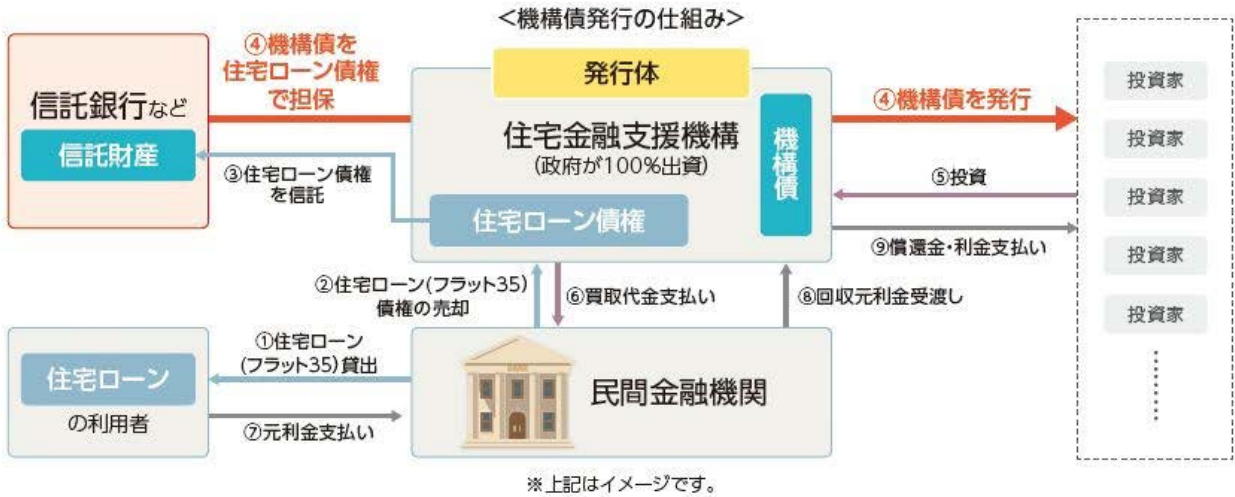 <機構債発行の仕組み>
④機構債を
住宅ローン債権
で担保
信託銀行など
信託財産
③住宅ローン債権
を信託
発行体
住宅金融支援機構
(政府が100%出資)
機構債
住宅ローン債権
④機構債を発行
⑤投資
⑨償還金・利金支払い
投資家
投資家
投資家
投資家
投資家
②住宅ローン(フラット35)
債権の売却
⑥買取代金支払い
⑧回収元利金受渡し
①住宅ローン
(フラット35)貸出
住宅ローン
の利用者
⑦元利金支払い
民間金融機関
※上記はイメージです。